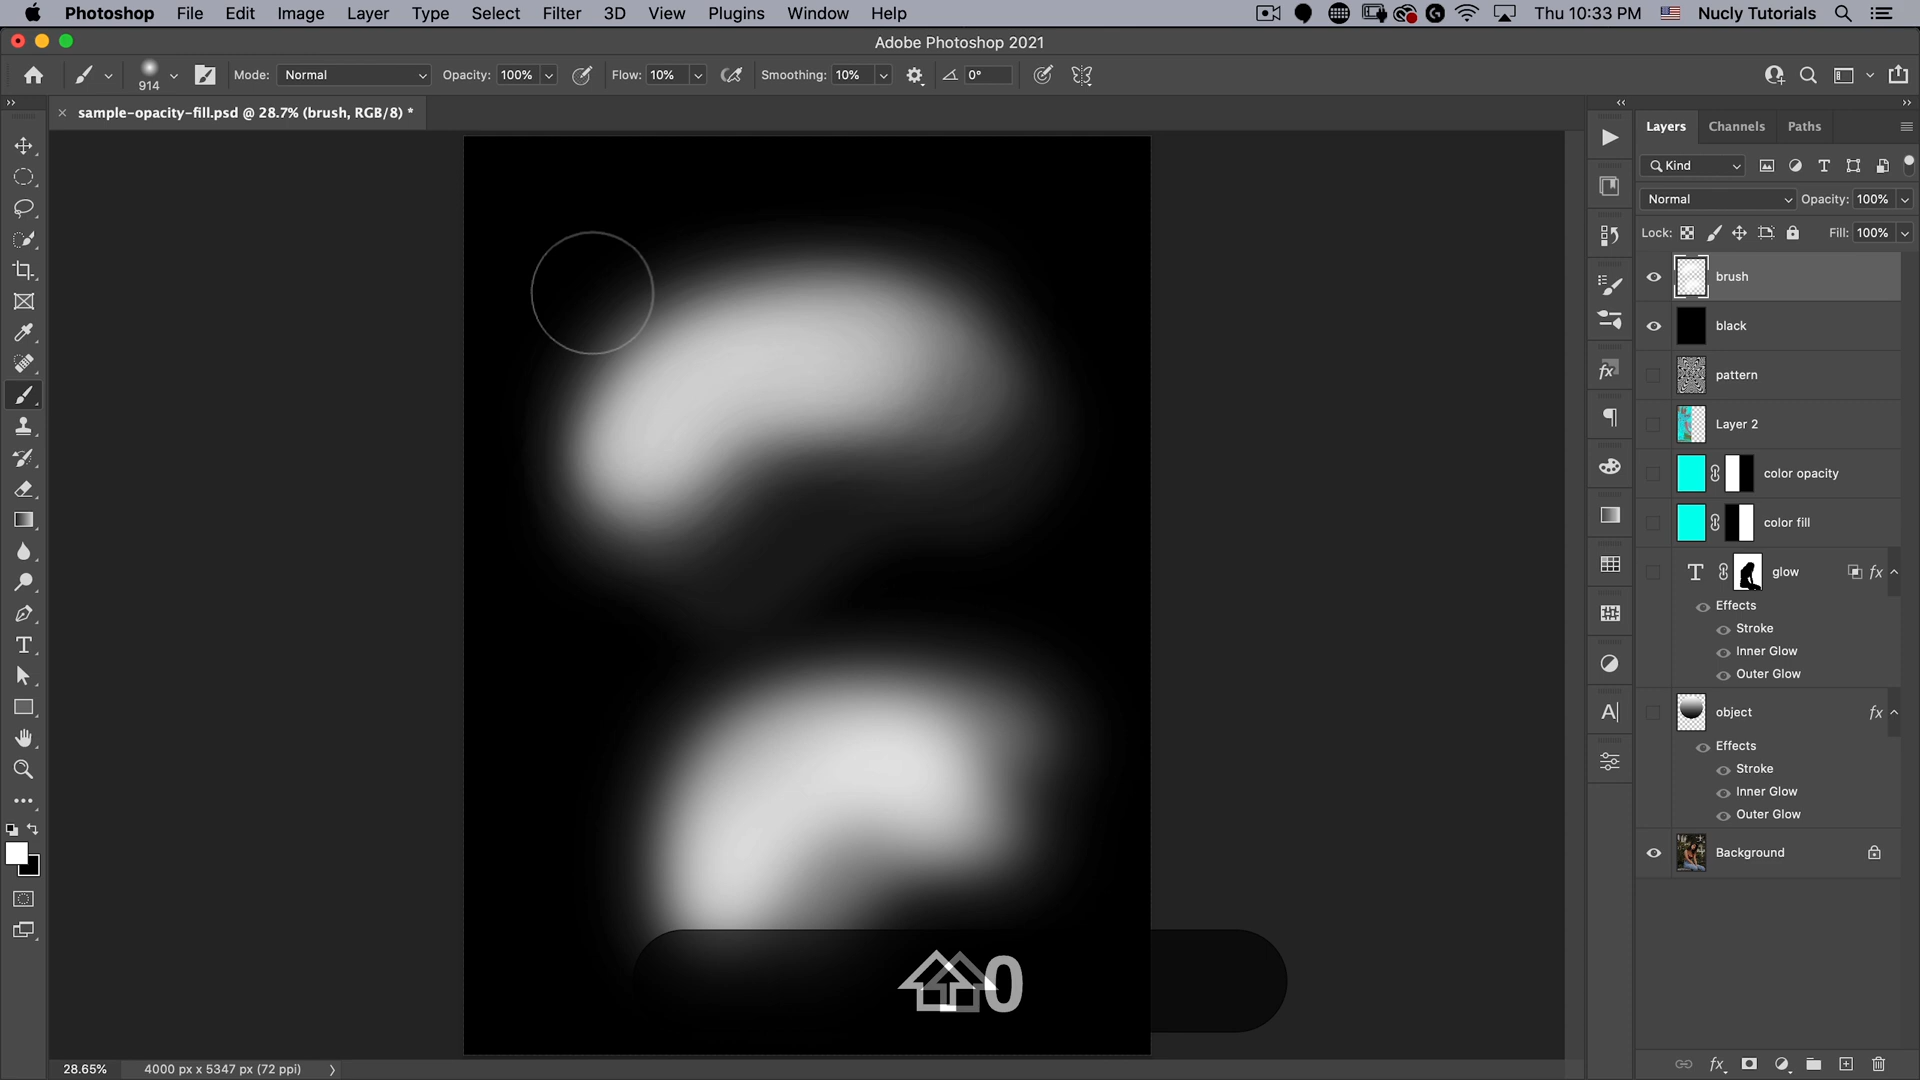 Photoshop File Edit Image Layer Type Select Filter 3D View Plugins Window Help Thu 10:33 PM Nucly Tutorials
Adobe Photoshop 2021
914 Mode: Normal Opacity: 100% Flow: 10% Smoothing: 10% 0°
sample-opacity-fill.psd @ 28.7% (brush, RGB/8) *
Layers Channels Paths
Kind
Normal Opacity: 100%
Lock: Fill: 100%
brush
black
pattern
Layer 2
color opacity
color fill
glow fx
Effects
Stroke
Inner Glow
Outer Glow
object fx
Effects
Stroke
Inner Glow
Outer Glow
Background
0
28.65% 4000 px x 5347 px (72 ppi)